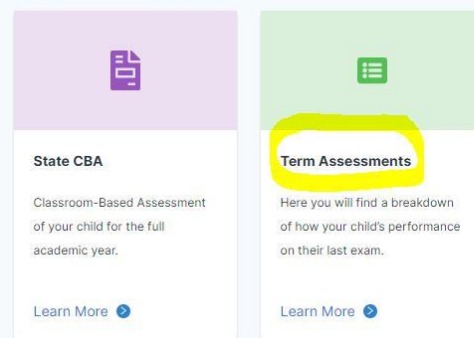 State CBA
Classroom-Based Assessment
of your child for the full
academic year.
Learn More
Term Assessments
Here you will find a breakdown
of how your child's performance
on their last exam.
Learn More